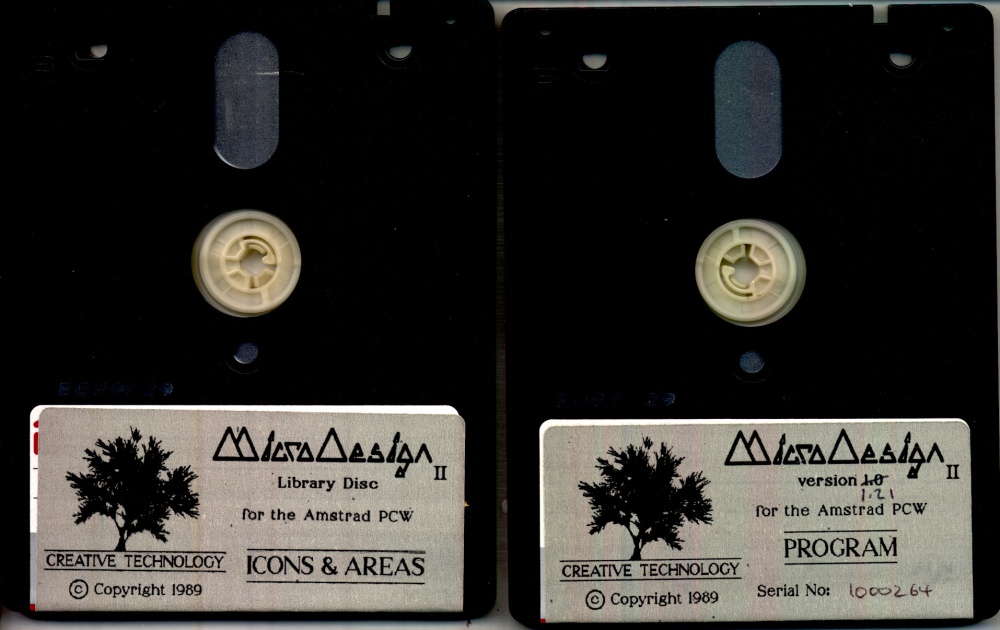 MicroDesign II
Library Disc
for the Amstrad PCW
CREATIVE TECHNOLOGY
ICONS & AREAS
© Copyright 1989
MicroDesign II
version 1.0
1.21
for the Amstrad PCW
PROGRAM
CREATIVE TECHNOLOGY
© Copyright 1989
Serial No: 1000264